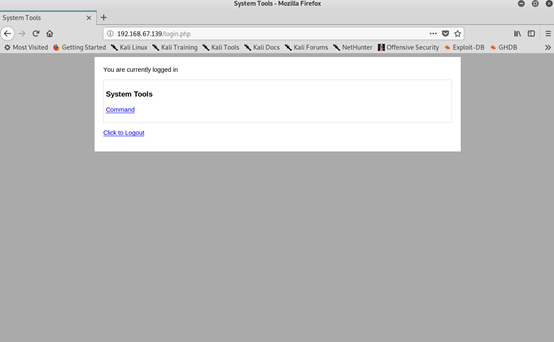 System Tools - Mozilla Firefox
System Tools
192.168.67.139/login.php
Most Visited Getting Started Kali Linux Kali Training Kali Tools Kali Docs Kali Forums NetHunter Offensive Security Exploit-DB GHDB
You are currently logged in
System Tools
Command
Click to Logout